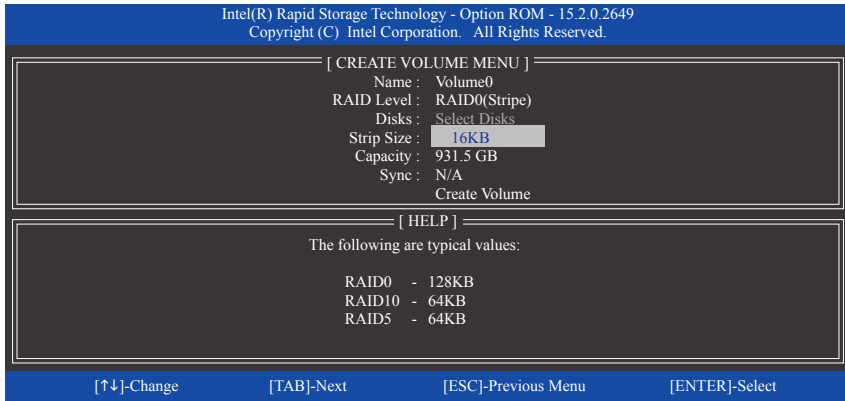 Intel(R) Rapid Storage Technology - Option ROM - 15.2.0.2649
Copyright (C) Intel Corporation. All Rights Reserved.
[ CREATE VOLUME MENU ]
Name : Volume0
RAID Level : RAID0(Stripe)
Disks : Select Disks
Strip Size : 16KB
Capacity : 931.5 GB
Sync : N/A
Create Volume
[ HELP ]
The following are typical values:
RAID0 - 128KB
RAID10 - 64KB
RAID5 - 64KB
[↑↓]-Change [TAB]-Next [ESC]-Previous Menu [ENTER]-Select